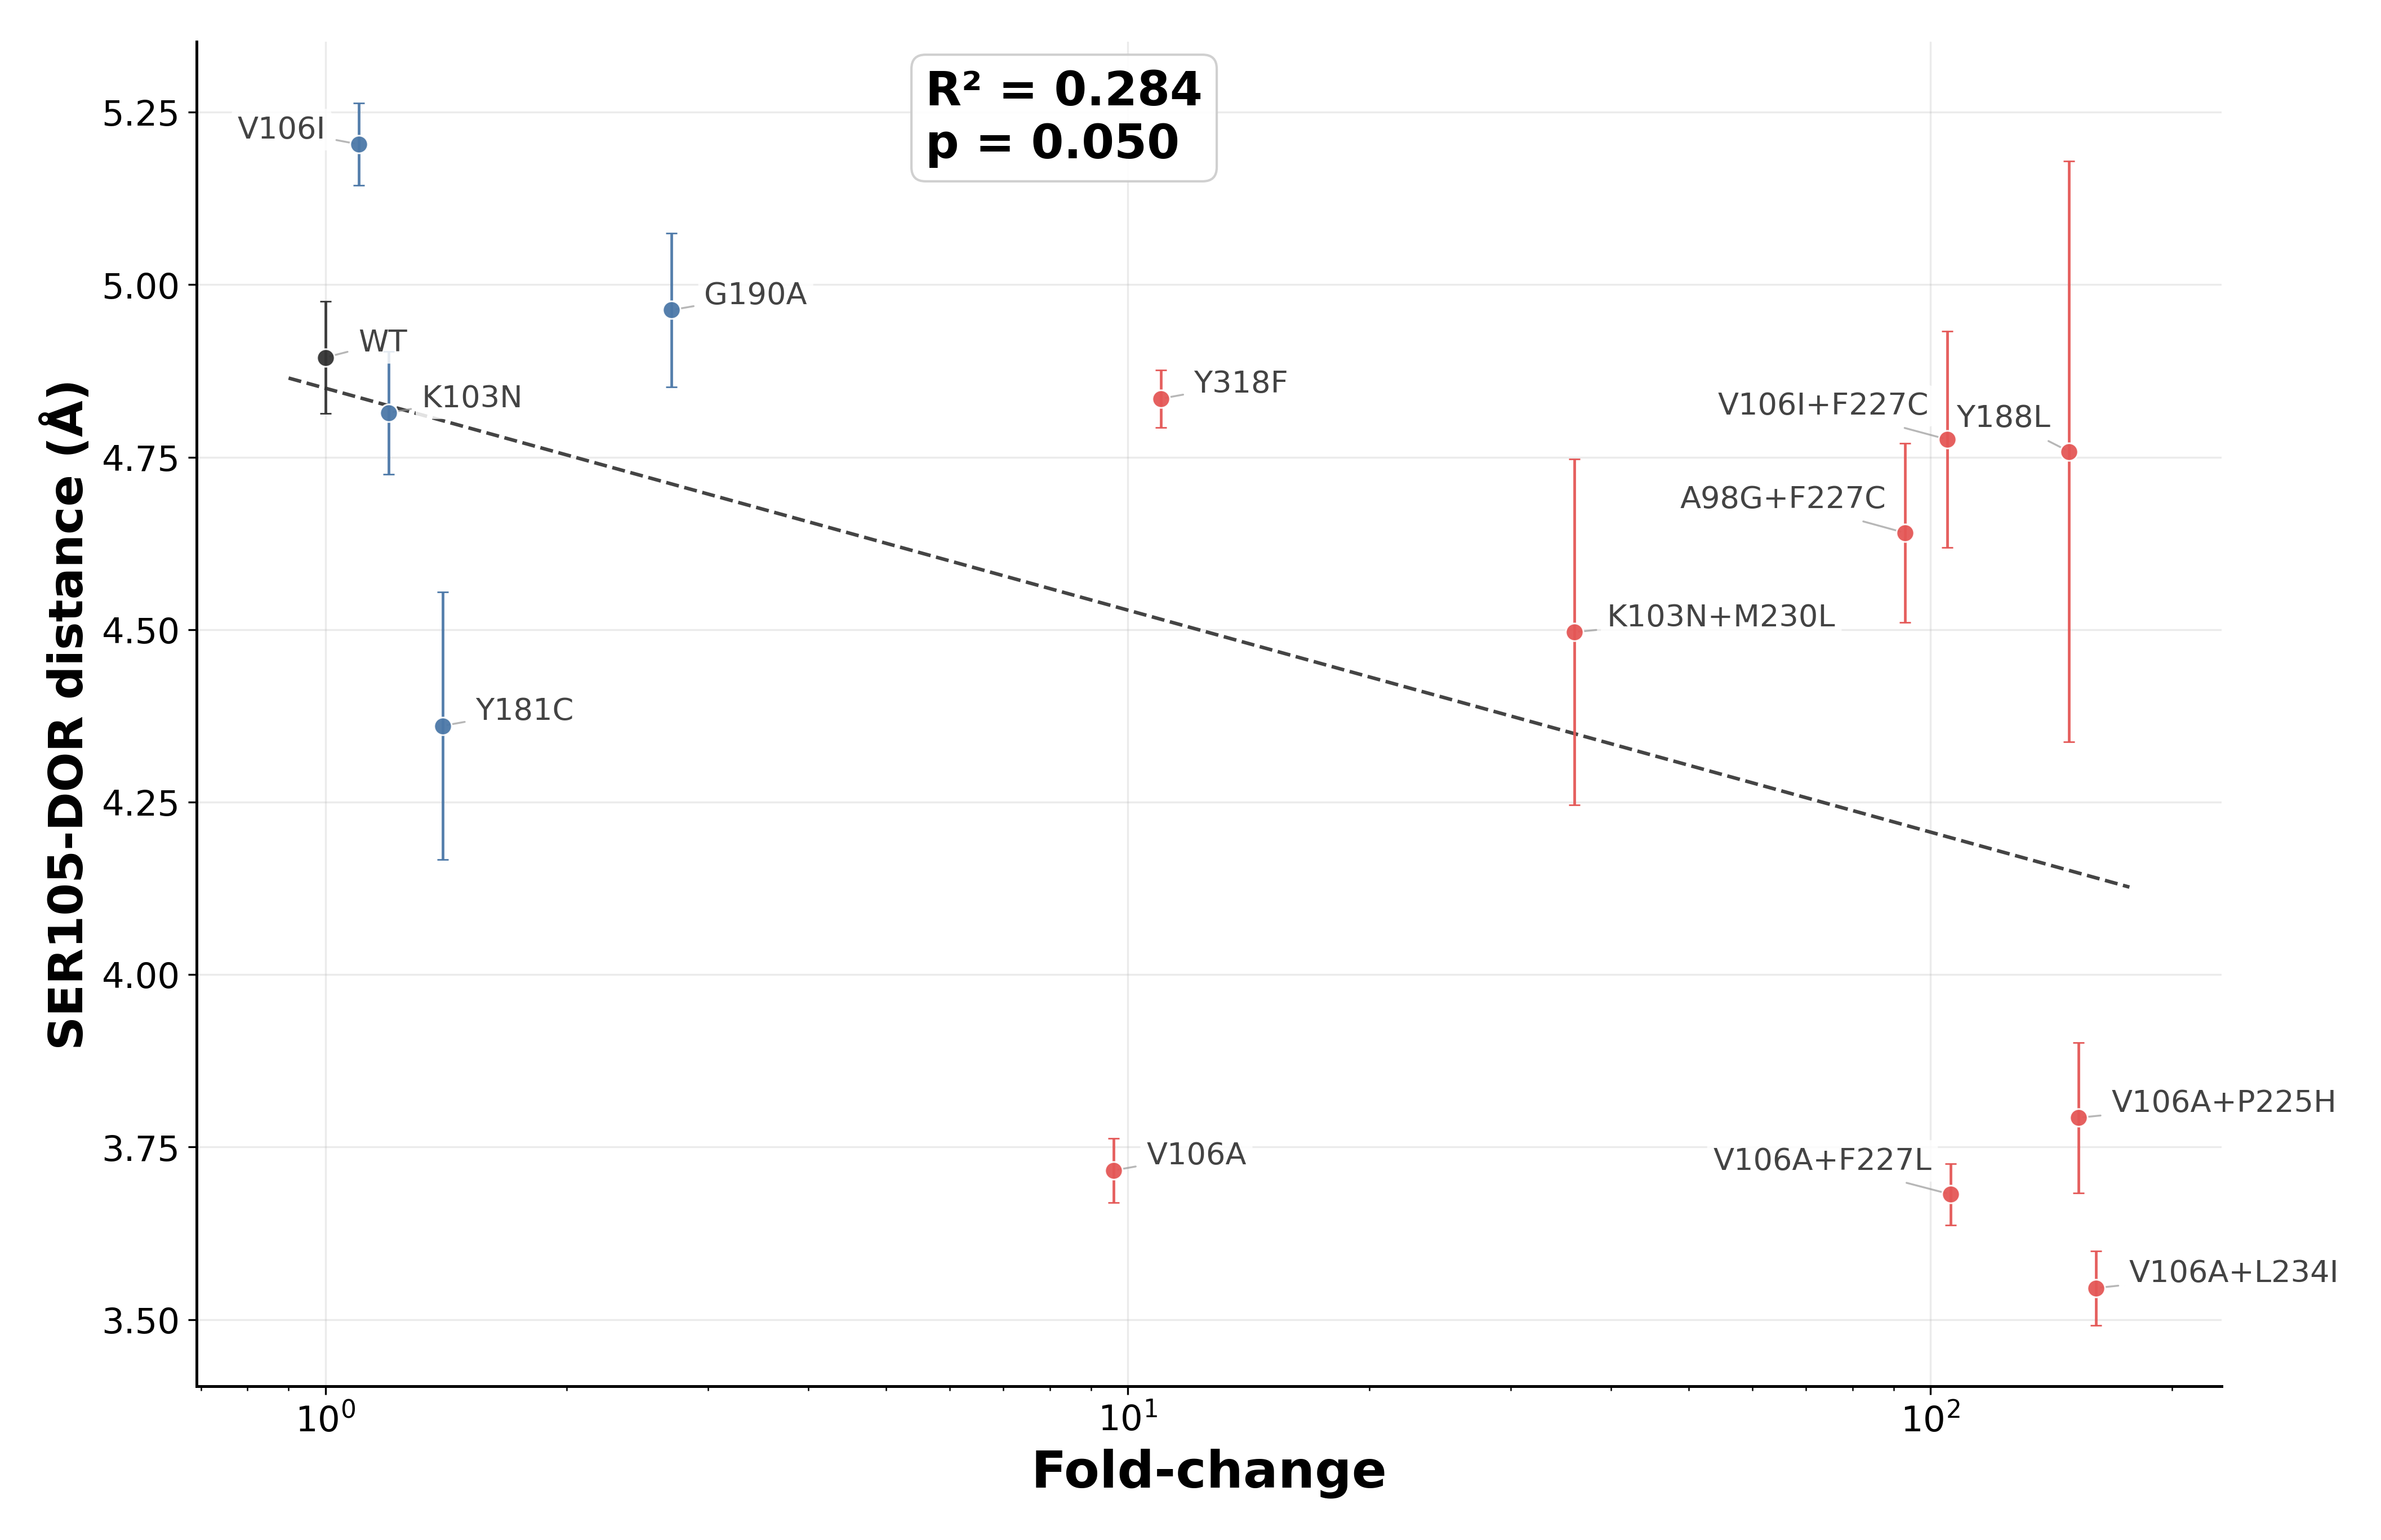 R² = 0.284
p = 0.050
5.25
5.00
4.75
4.50
4.25
4.00
3.75
3.50
SER105-DOR distance (Å)
V106I
G190A
WT
K103N
Y318F
V106I+F227C
Y188L
A98G+F227C
K103N+M230L
Y181C
V106A+P225H
V106A
V106A+F227L
V106A+L234I
10⁰
10¹
10²
Fold-change